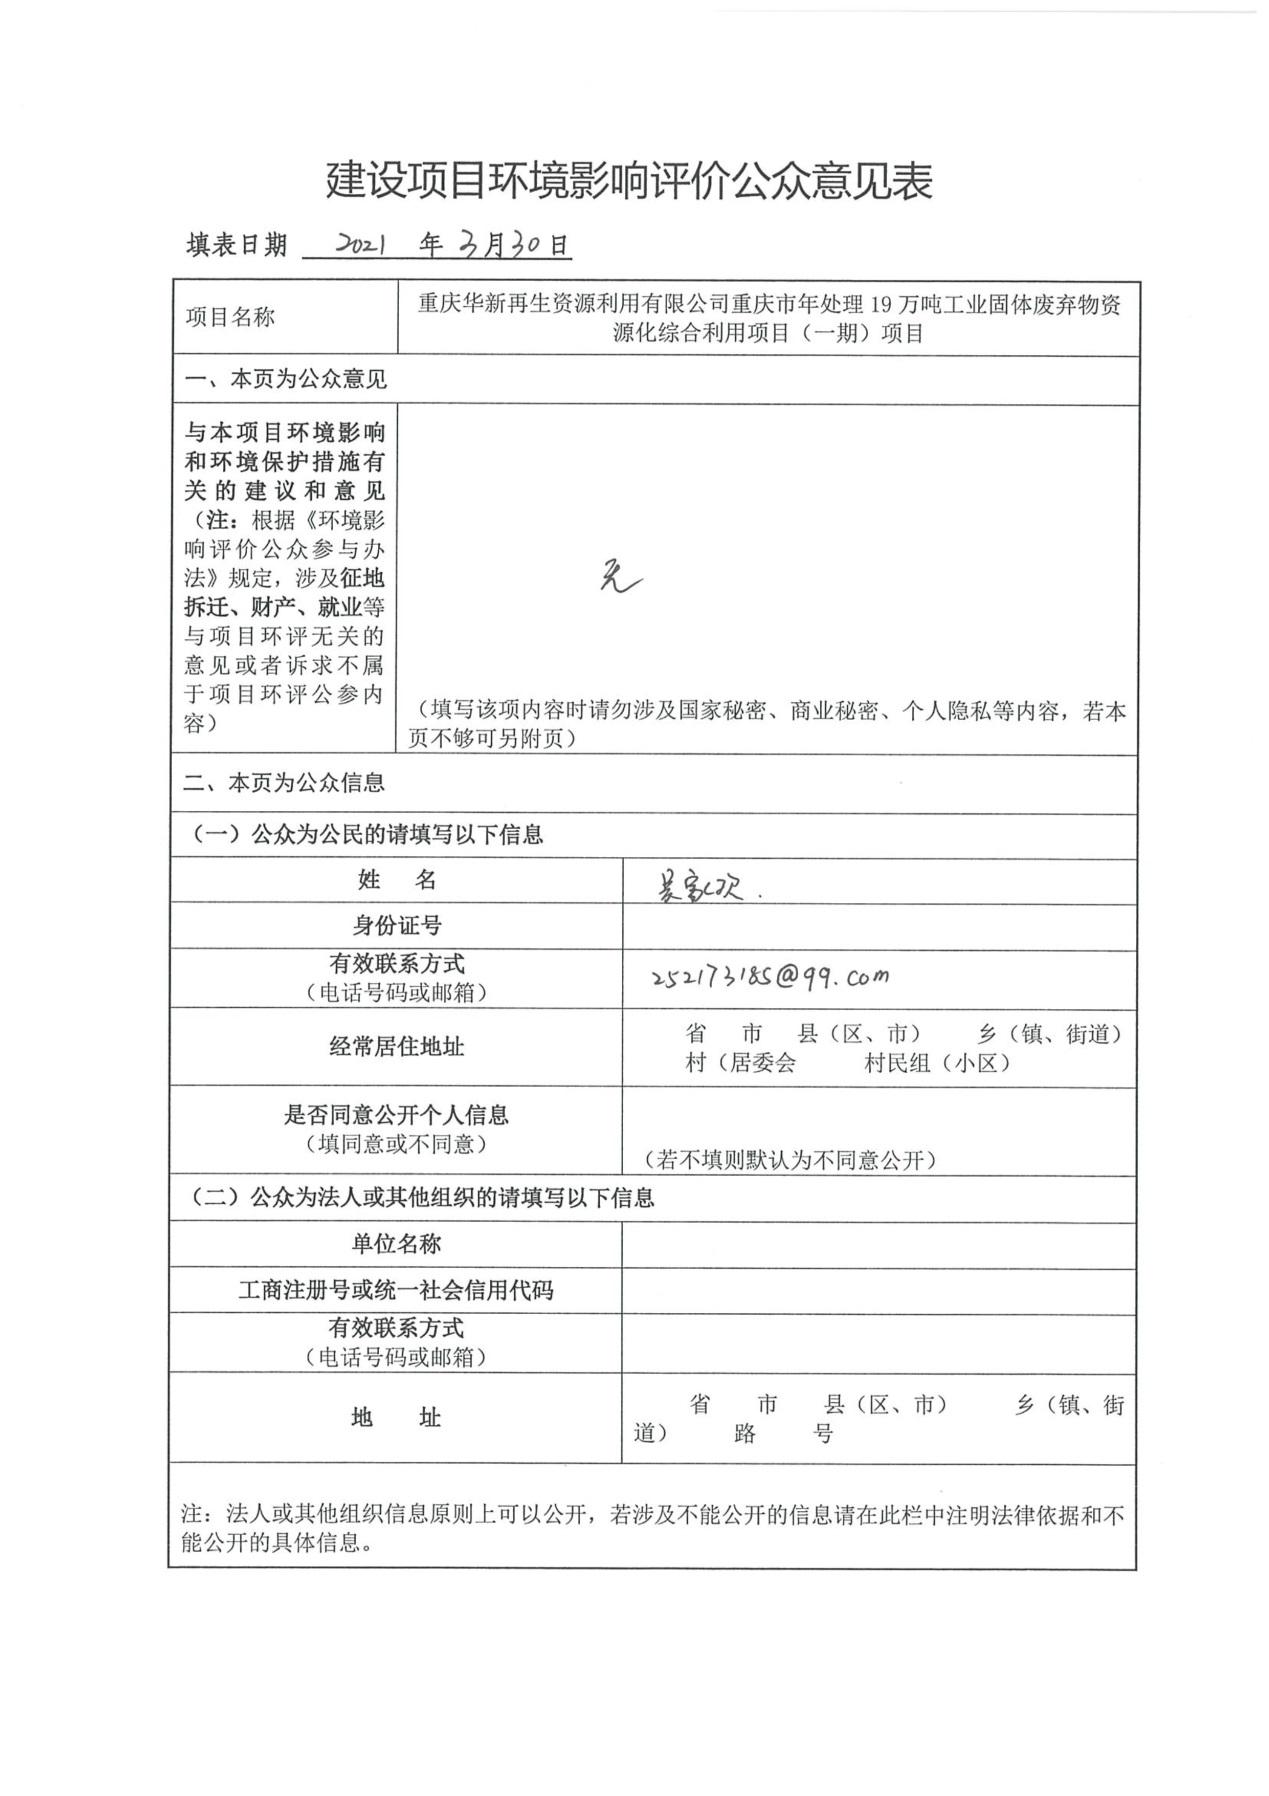 建设项目环境影响评价公众意见表
填表日期 2021 年 3月30日
项目名称
重庆华新再生资源利用有限公司重庆市年处理 19 万吨工业固体废弃物资
源化综合利用项目（一期）项目
一、本页为公众意见
与本项目环境影响
和环境保护措施有
关的建议和意见
（注：根据《环境影
响评价公众参与办
法》规定，涉及征地
拆迁、财产、就业等
与项目环评无关的
意见或者诉求不属
于项目环评公参内
容）
无
（填写该项内容时请勿涉及国家秘密、商业秘密、个人隐私等内容，若本
页不够可另附页）
二、本页为公众信息
（一）公众为公民的请填写以下信息
姓 名
吴家欢.
身份证号
有效联系方式
（电话号码或邮箱）
252173185@qq.com
经常居住地址
省 市 县（区、市） 乡（镇、街道）
村（居委会 村民组（小区）
是否同意公开个人信息
（填同意或不同意）
（若不填则默认为不同意公开）
（二）公众为法人或其他组织的请填写以下信息
单位名称
工商注册号或统一社会信用代码
有效联系方式
（电话号码或邮箱）
地 址
省 市 县（区、市） 乡（镇、街
道） 路 号
注：法人或其他组织信息原则上可以公开，若涉及不能公开的信息请在此栏中注明法律依据和不
能公开的具体信息。